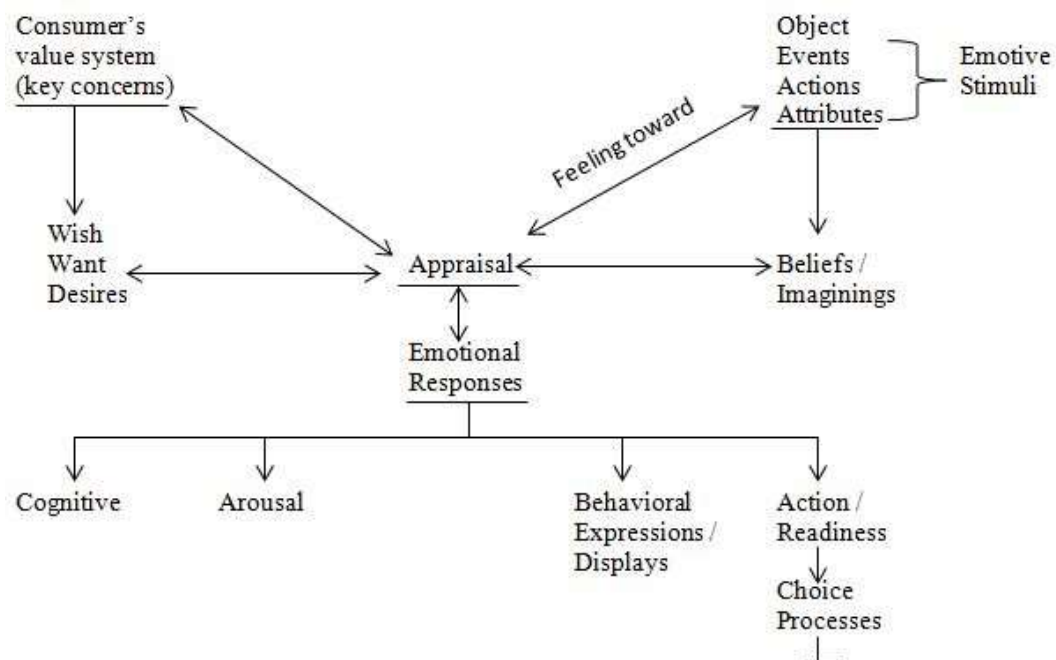 Consumer's
value system
(key concerns)
Object
Events
Actions
Attributes
Emotive
Stimuli
Feeling toward
Wish
Want
Desires
Appraisal
Beliefs /
Imaginings
Emotional
Responses
Cognitive
Arousal
Behavioral
Expressions /
Displays
Action /
Readiness
Choice
Processes